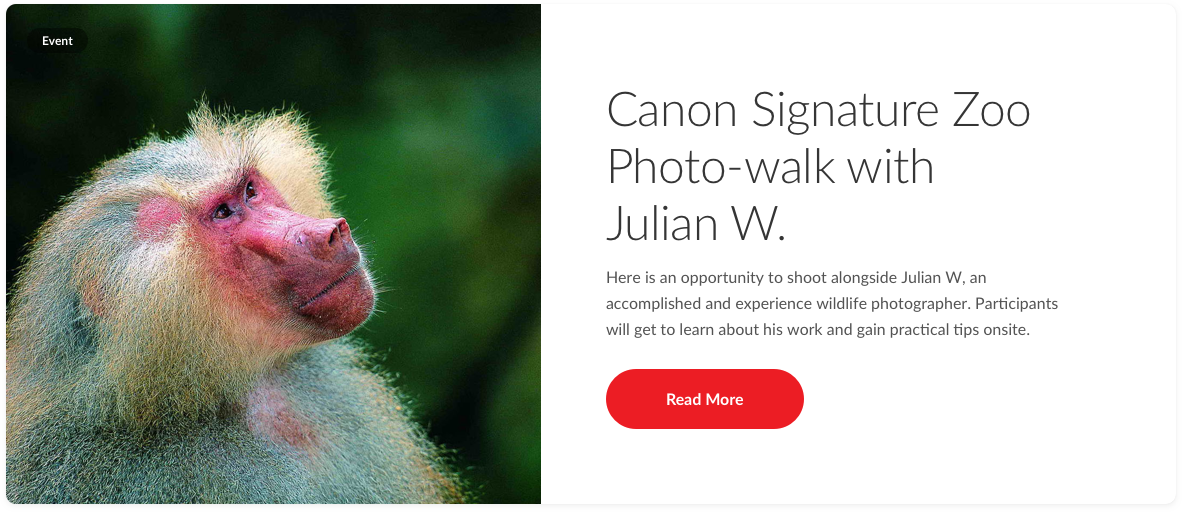 Event
Canon Signature Zoo
Photo-walk with
Julian W.
Here is an opportunity to shoot alongside Julian W, an
accomplished and experience wildlife photographer. Participants
will get to learn about his work and gain practical tips onsite.
Read More